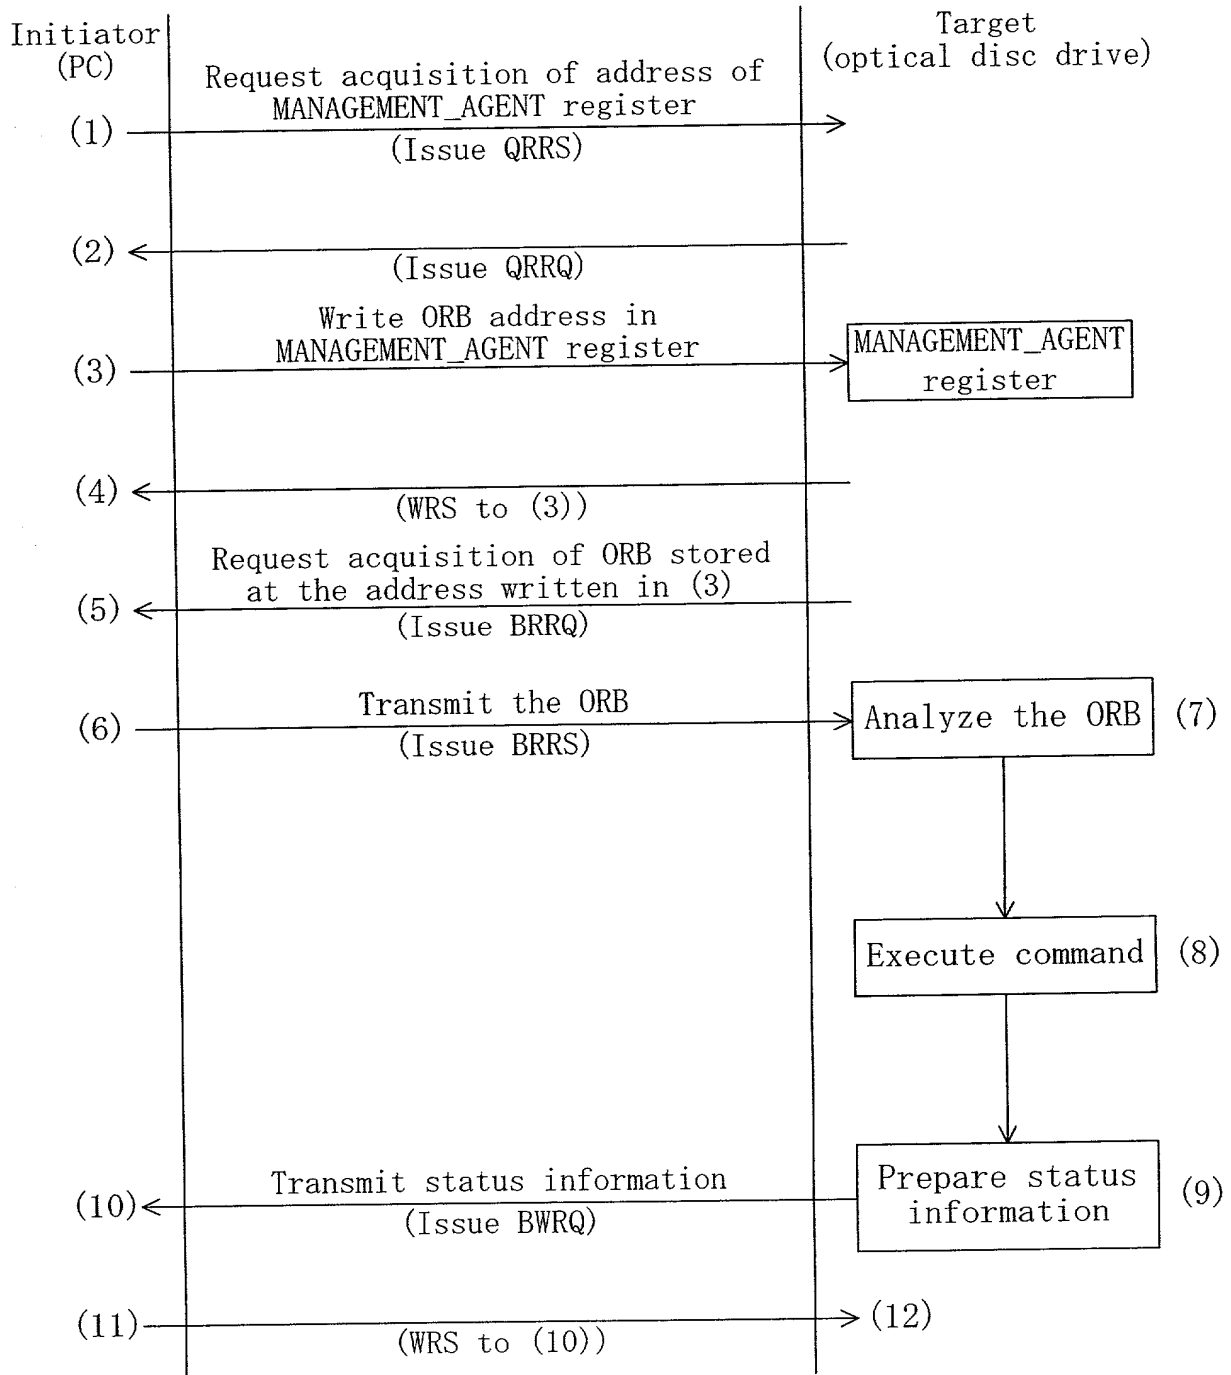 Initiator
(PC)
Target
(optical disc drive)
Request acquisition of address of
MANAGEMENT_AGENT register
(1)
(Issue QRRS)
(2)
(Issue QRRQ)
Write ORB address in
MANAGEMENT_AGENT register
(3)
MANAGEMENT_AGENT
register
(4)
(WRS to (3))
Request acquisition of ORB stored
at the address written in (3)
(5)
(Issue BRRQ)
Transmit the ORB
(6)
(Issue BRRS)
Analyze the ORB
(7)
Execute command
(8)
Transmit status information
(10)
(Issue BWRQ)
Prepare status
information
(9)
(11)
(WRS to (10))
(12)